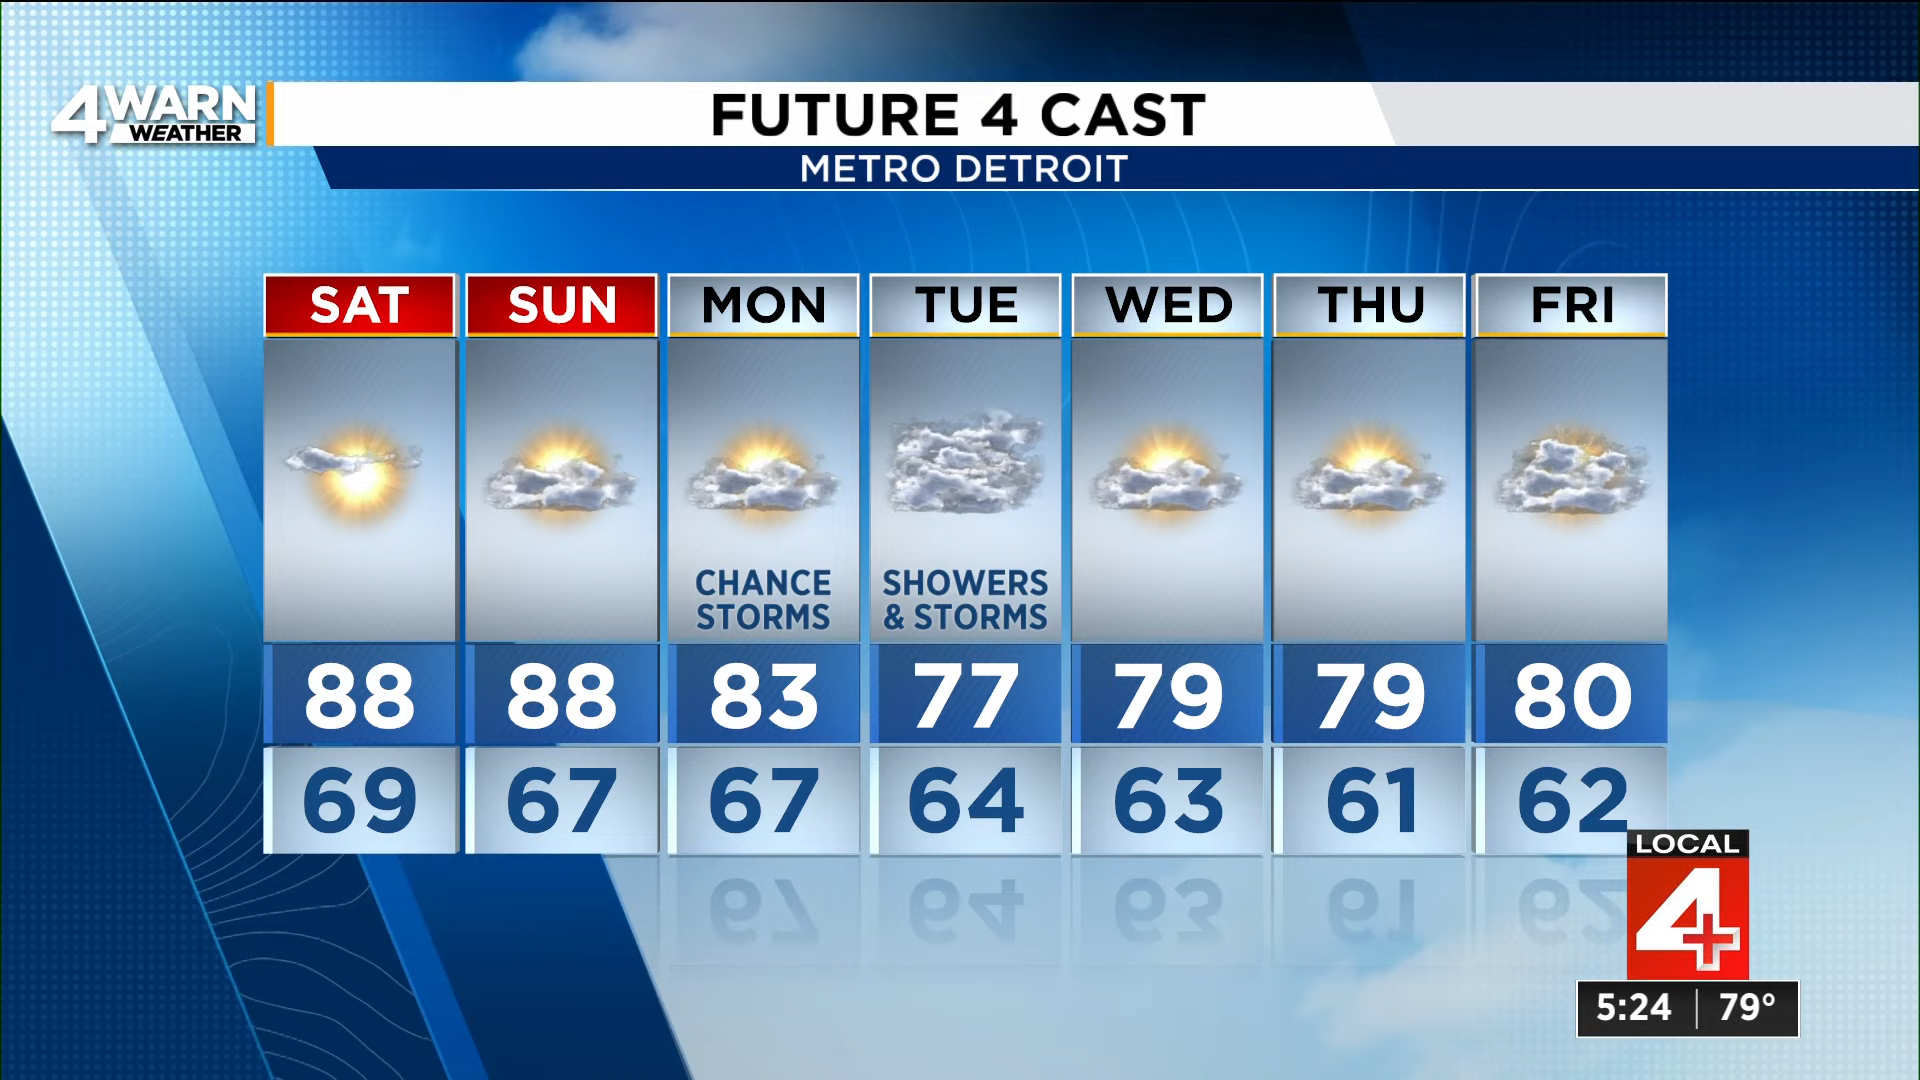 4WARN
WEATHER
FUTURE 4 CAST
METRO DETROIT
SAT SUN MON TUE WED THU FRI
CHANCE STORMS
SHOWERS & STORMS
88 88 83 77 79 79 80
69 67 67 64 63 61 62
LOCAL
4+
5:24 79°